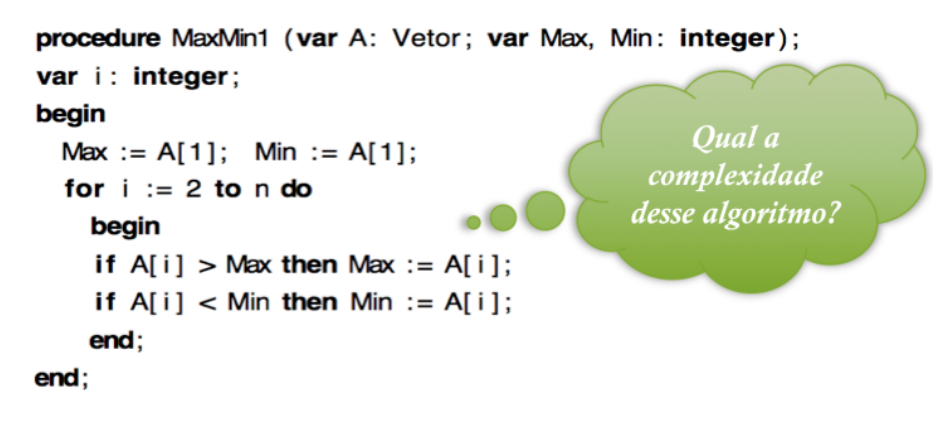 procedure MaxMin1 (var A: Vetor; var Max, Min: integer);
var i: integer;
begin
Max := A[1]; Min := A[1];
for i := 2 to n do
begin
if A[i] > Max then Max := A[i];
if A[i] < Min then Min := A[i];
end;
end;
Qual a
complexidade
desse algoritmo?